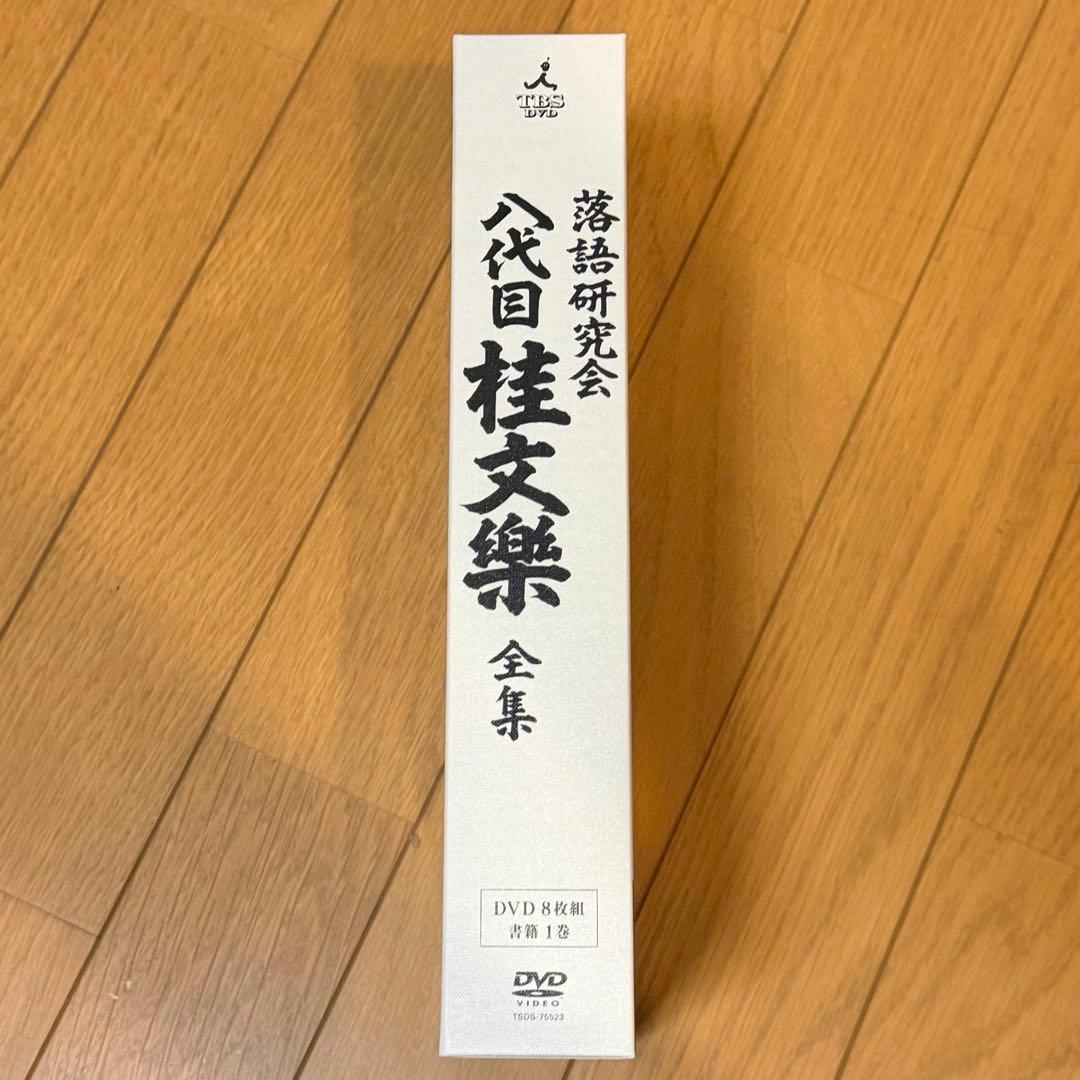 TBS
DVD
落語研究会
八代目 桂文樂 全集
DVD 8枚組
書籍 1巻
DVD
VIDEO
TSDS-75523